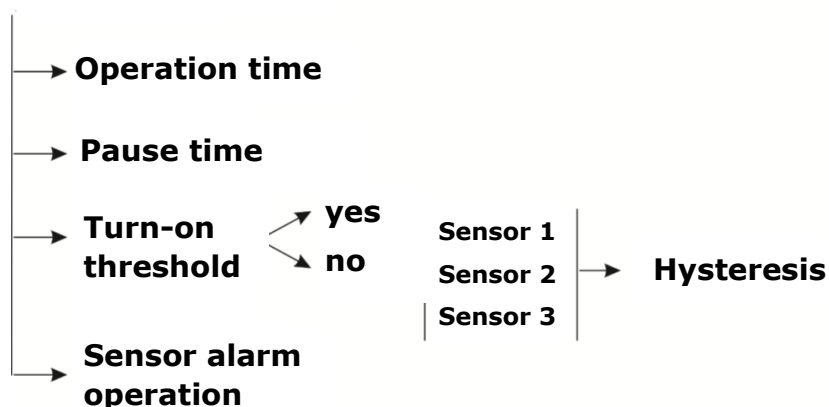 Operation time
Pause time
Turn-on
threshold
yes
no
Sensor 1
Sensor 2
Sensor 3
Hysteresis
Sensor alarm
operation